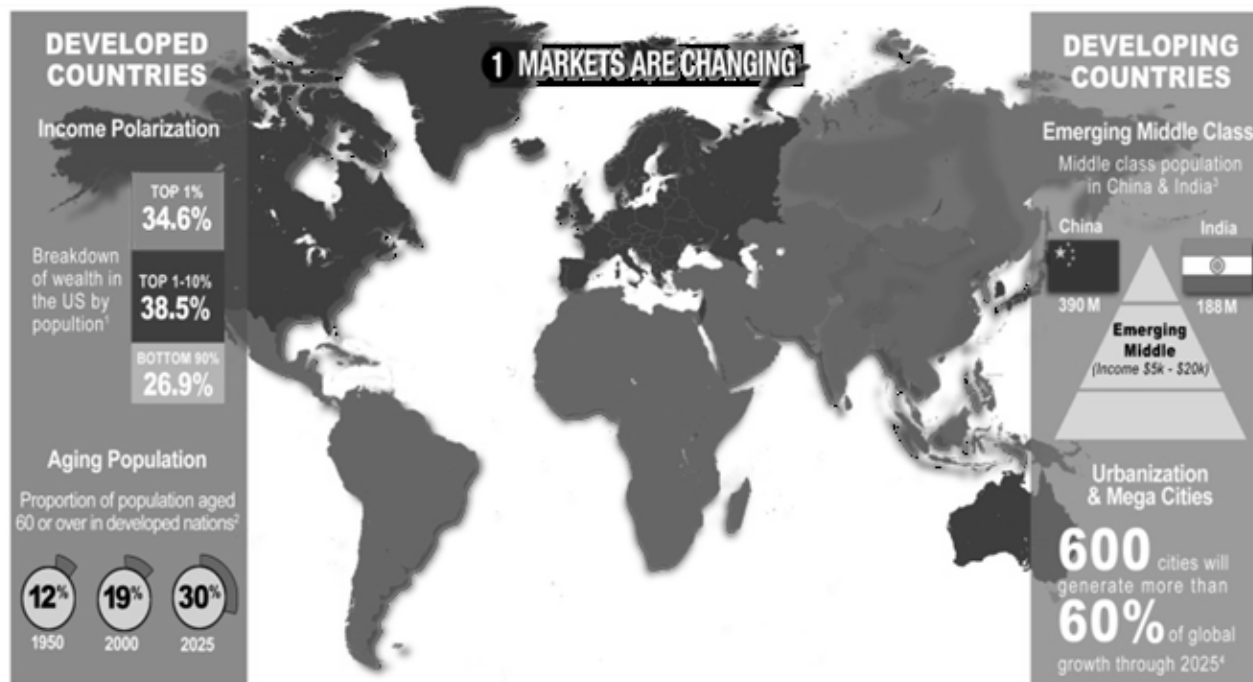 1 MARKETS ARE CHANGING
DEVELOPED
COUNTRIES
Income Polarization
TOP 1%
34.6%
Breakdown
of wealth in
the US by
popultion¹
TOP 1-10%
38.5%
BOTTOM 90%
26.9%
Aging Population
Proportion of population aged
60 or over in developed nations²
12% 19% 30%
1950 2000 2025
DEVELOPING
COUNTRIES
Emerging Middle Class
Middle class population
in China & India³
China India
390 M 188 M
Emerging
Middle
(Income $5k - $20k)
Urbanization
& Mega Cities
600 cities will
generate more than
60% of global
growth through 2025⁴